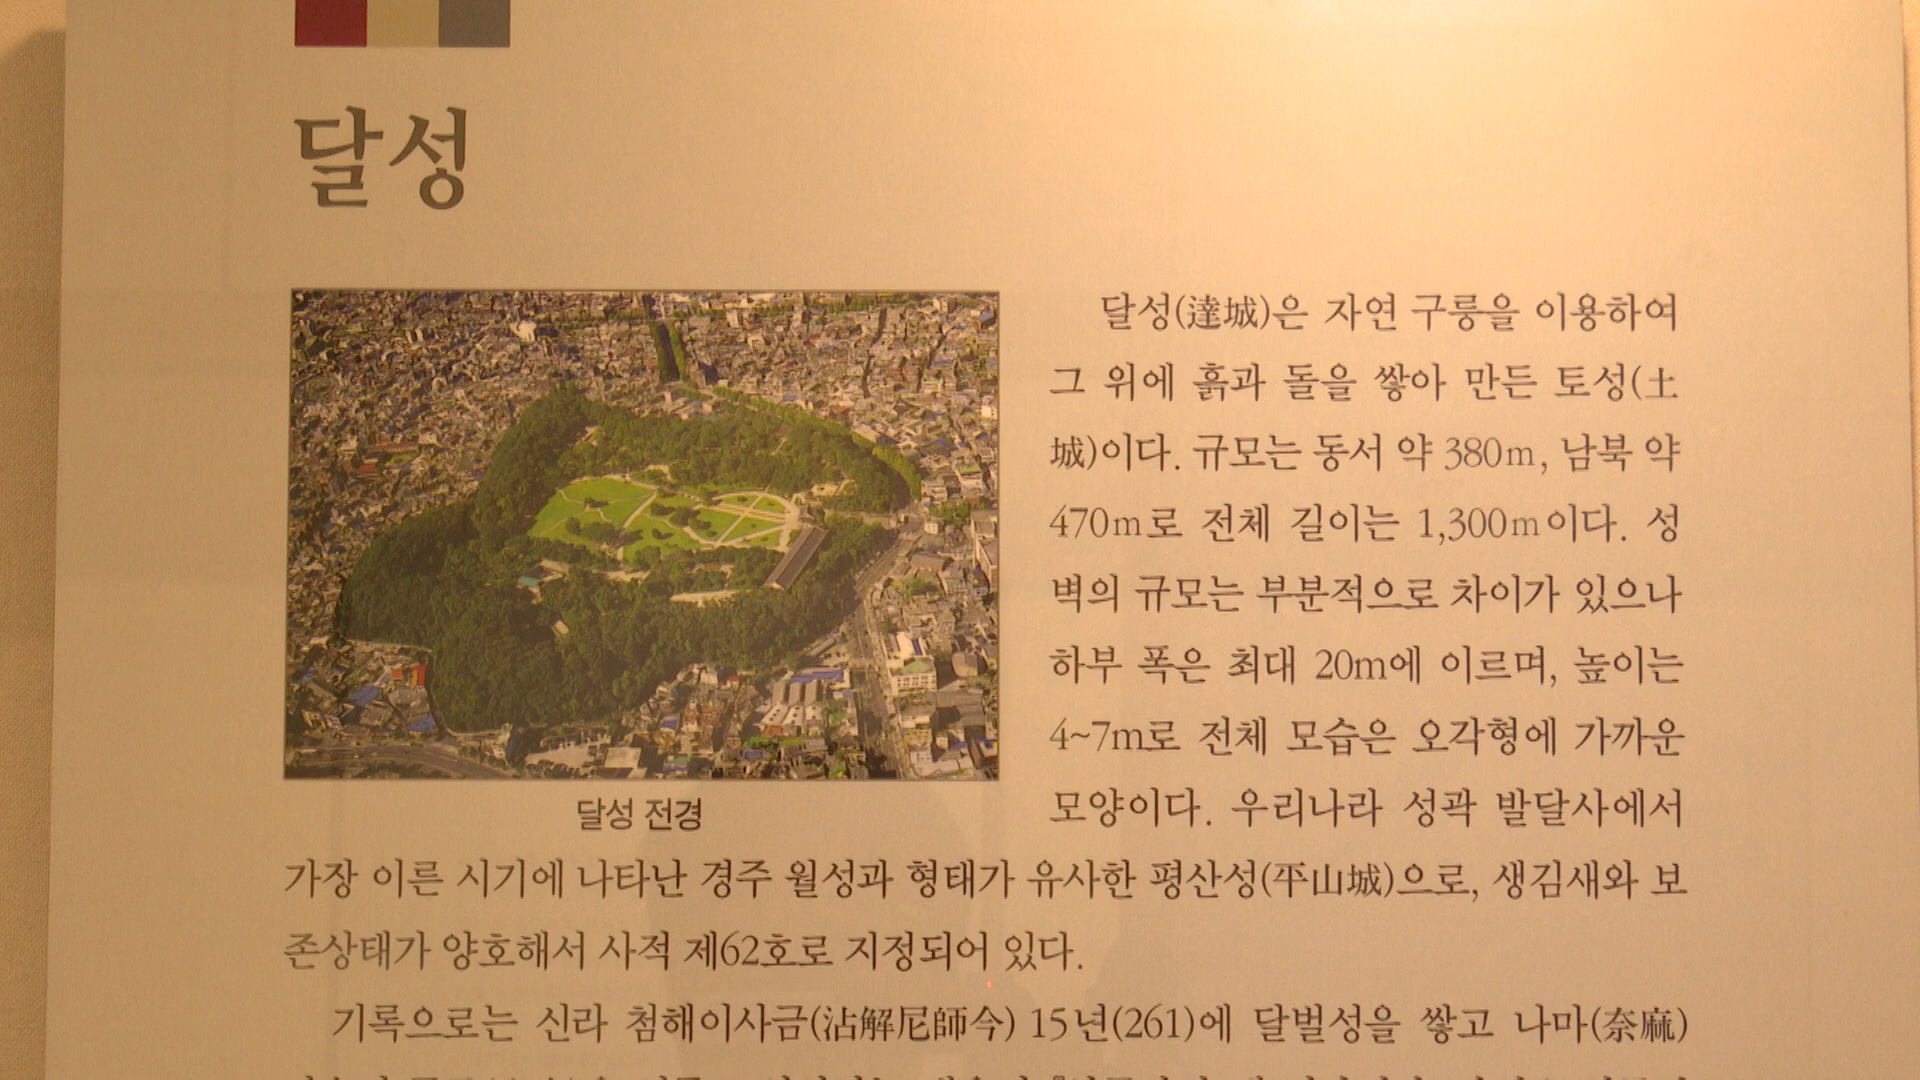 달성
달성(達城)은 자연 구릉을 이용하여
그 위에 흙과 돌을 쌓아 만든 토성(土
城)이다. 규모는 동서 약 380m, 남북 약
470m로 전체 길이는 1,300m이다. 성
벽의 규모는 부분적으로 차이가 있으나
하부 폭은 최대 20m에 이르며, 높이는
4~7m로 전체 모습은 오각형에 가까운
달성 전경
모양이다. 우리나라 성곽 발달사에서
가장 이른 시기에 나타난 경주 월성과 형태가 유사한 평산성(平山城)으로, 생김새와 보
존상태가 양호해서 사적 제62호로 지정되어 있다.
기록으로는 신라 첨해이사금(沾解尼師今) 15년(261)에 달벌성을 쌓고 나마(奈麻)